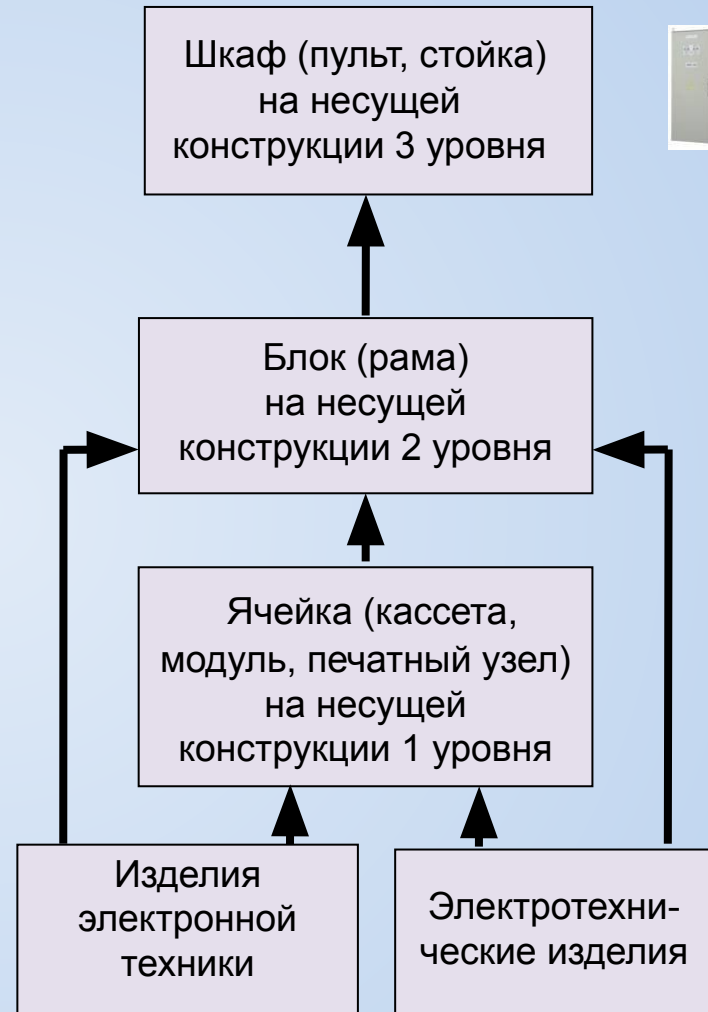 Шкаф (пульт, стойка)
на несущей
конструкции 3 уровня
Блок (рама)
на несущей
конструкции 2 уровня
Ячейка (кассета,
модуль, печатный узел)
на несущей
конструкции 1 уровня
Изделия
электронной
техники
Электротехни-
ческие изделия